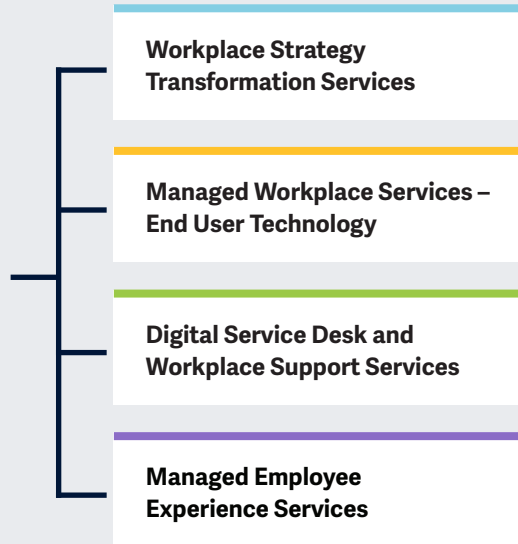 Workplace Strategy
Transformation Services
Managed Workplace Services –
End User Technology
Digital Service Desk and
Workplace Support Services
Managed Employee
Experience Services